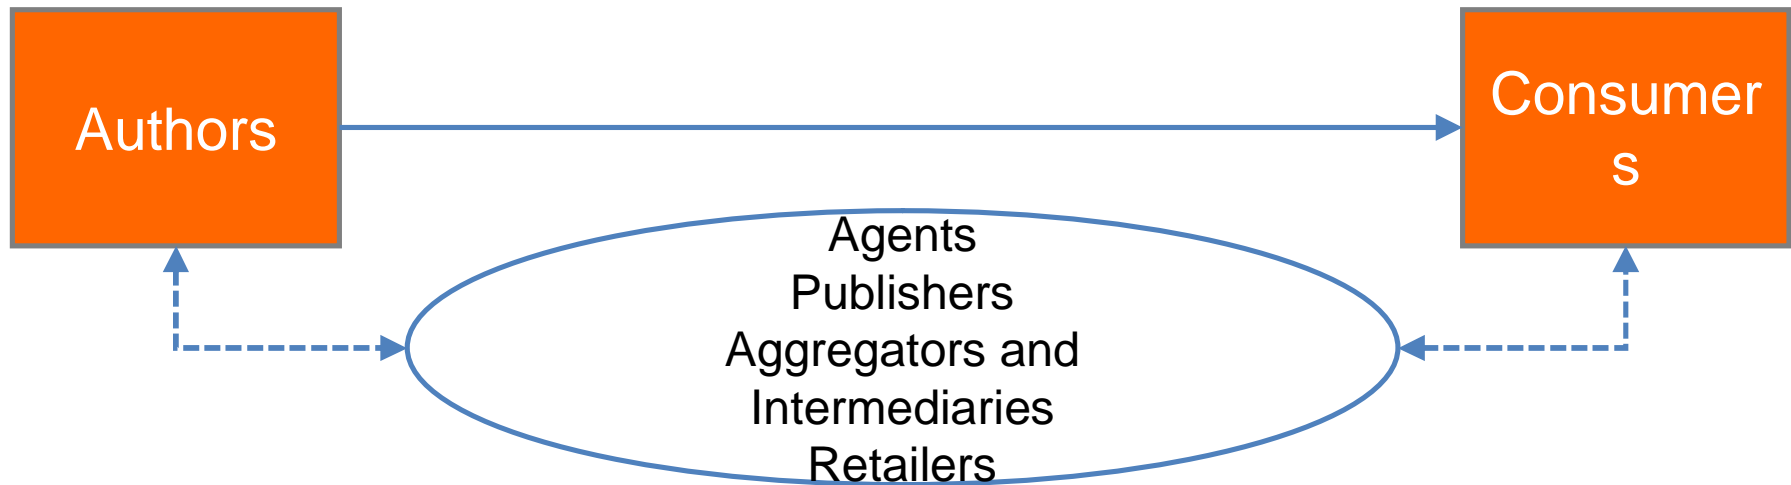 Authors
Consumer
s
Agents
Publishers
Aggregators and
Intermediaries
Retailers